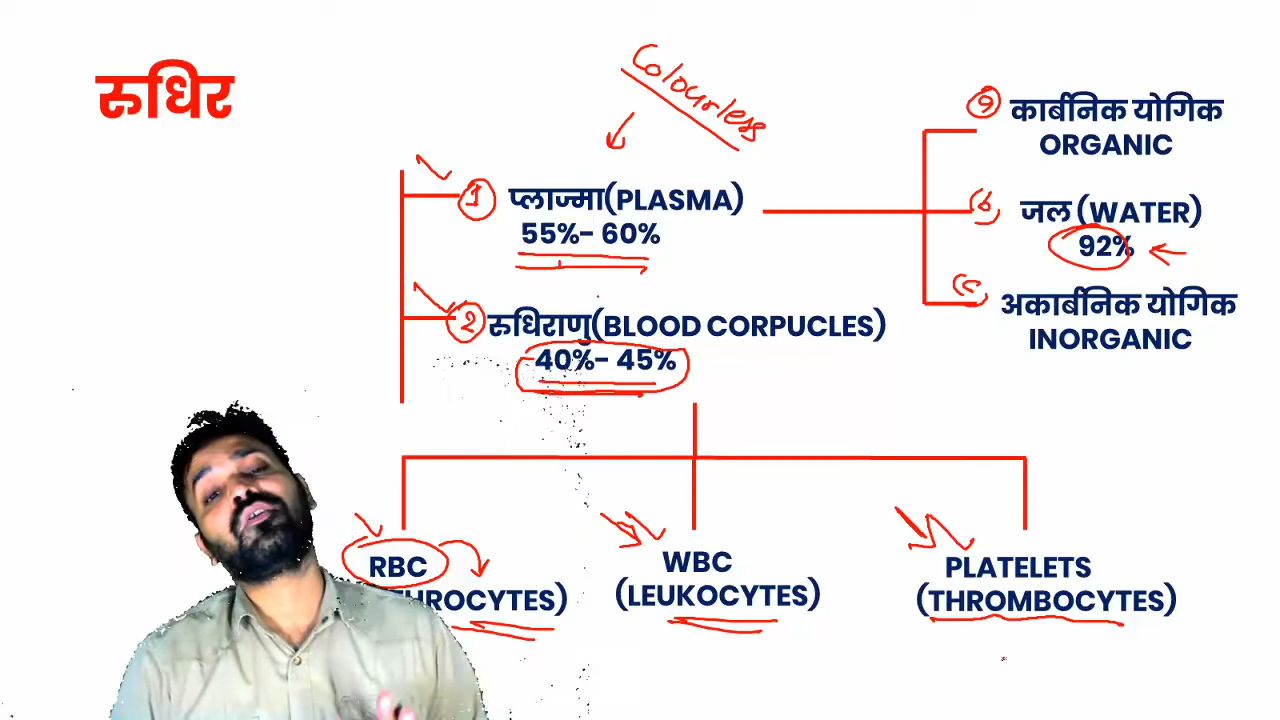 रुधिर
Colourless
1 प्लाज्मा(PLASMA)
55%- 60%
2 रुधिराणु(BLOOD CORPUCLES)
40%- 45%
कार्बनिक योगिक
ORGANIC
जल (WATER)
92%
अकार्बनिक योगिक
INORGANIC
RBC
THROCYTES)
WBC
(LEUKOCYTES)
PLATELETS
(THROMBOCYTES)